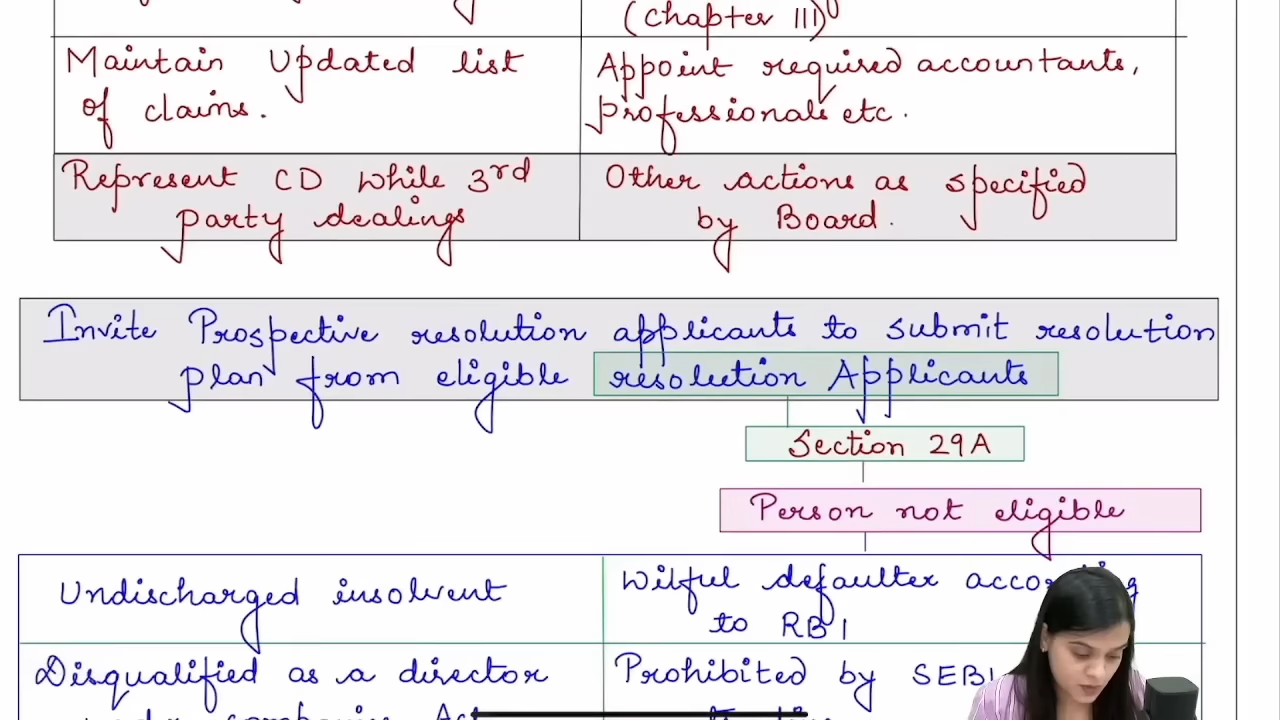 (Chapter III)
Maintain Updated list
of claims.
Appoint required accountants,
professionals etc.
Represent CD while 3rd
party dealings
Other actions as specified
by Board.
Invite Prospective resolution applicants to submit resolution
plan from eligible resolution Applicants
Section 29A
Person not eligible
Undischarged insolvent
Wilful defaulter according
to RBI
Disqualified as a director
Prohibited by SEBI